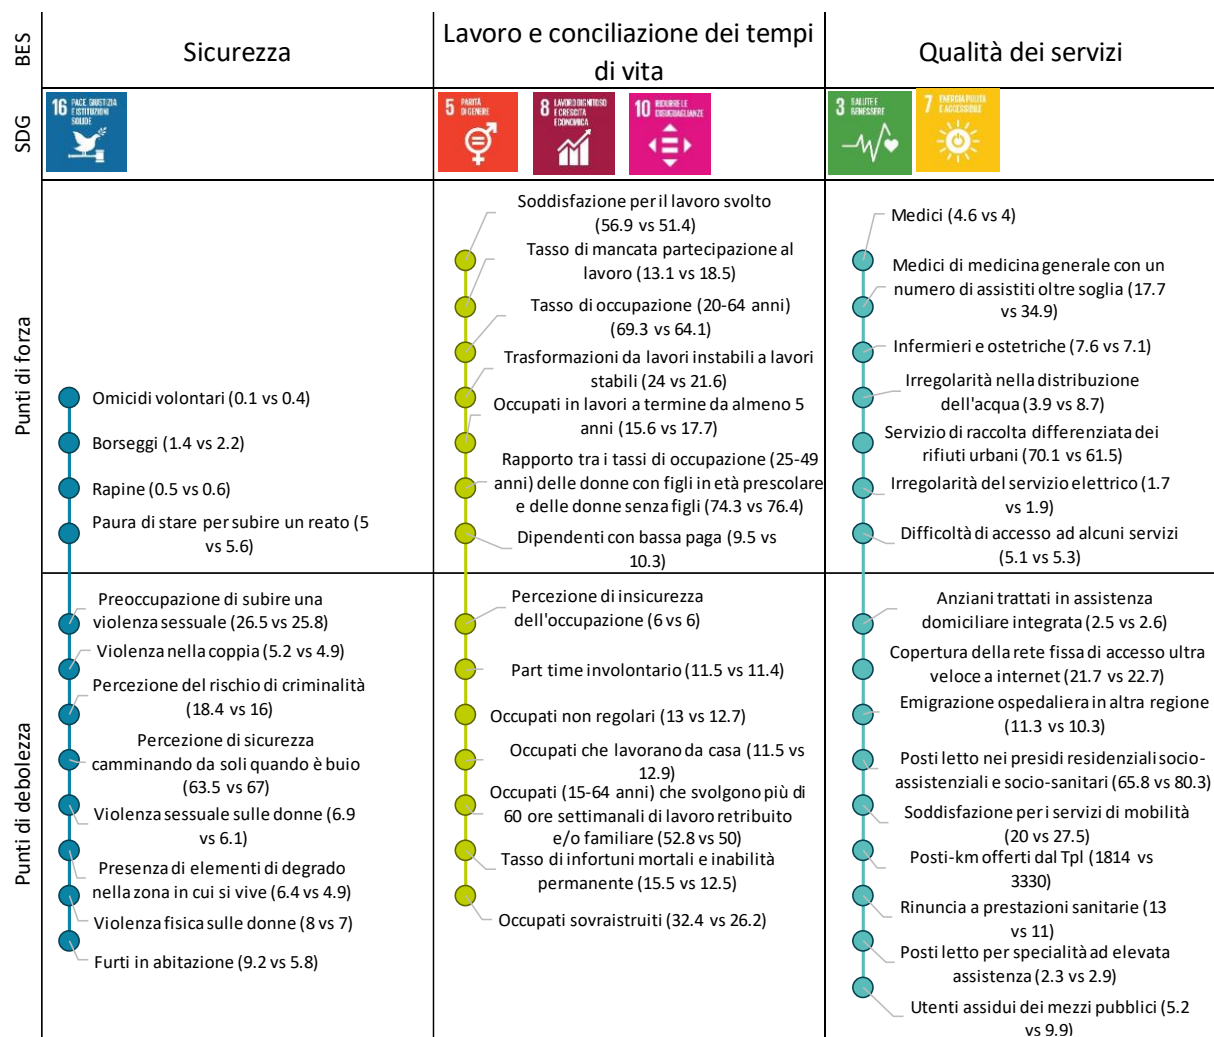 BES
Sicurezza
Lavoro e conciliazione dei tempi
di vita
Qualità dei servizi
SDG
16 PACE, GIUSTIZIA
E ISTITUZIONI
SOLIDE
5 PARITÀ
DI GENERE
8 LAVORO DIGNITOSO
E CRESCITA
ECONOMICA
10 RIDURRE LE
DISUGUAGLIANZE
3 SALUTE E
BENESSERE
7 ENERGIA PULITA
E ACCESSIBILE
Punti di forza
Omicidi volontari (0.1 vs 0.4)
Borseggi (1.4 vs 2.2)
Rapine (0.5 vs 0.6)
Paura di stare per subire un reato (5
vs 5.6)
Soddisfazione per il lavoro svolto
(56.9 vs 51.4)
Tasso di mancata partecipazione al
lavoro (13.1 vs 18.5)
Tasso di occupazione (20-64 anni)
(69.3 vs 64.1)
Trasformazioni da lavori instabili a lavori
stabili (24 vs 21.6)
Occupati in lavori a termine da almeno 5
anni (15.6 vs 17.7)
Rapporto tra i tassi di occupazione (25-49
anni) delle donne con figli in età prescolare
e delle donne senza figli (74.3 vs 76.4)
Dipendenti con bassa paga (9.5 vs
10.3)
Medici (4.6 vs 4)
Medici di medicina generale con un
numero di assistiti oltre soglia (17.7
vs 34.9)
Infermieri e ostetriche (7.6 vs 7.1)
Irregolarità nella distribuzione
dell'acqua (3.9 vs 8.7)
Servizio di raccolta differenziata dei
rifiuti urbani (70.1 vs 61.5)
Irregolarità del servizio elettrico (1.7
vs 1.9)
Difficoltà di accesso ad alcuni servizi
(5.1 vs 5.3)
Punti di debolezza
Preoccupazione di subire una
violenza sessuale (26.5 vs 25.8)
Violenza nella coppia (5.2 vs 4.9)
Percezione del rischio di criminalità
(18.4 vs 16)
Percezione di sicurezza
camminando da soli quando è buio
(63.5 vs 67)
Violenza sessuale sulle donne (6.9
vs 6.1)
Presenza di elementi di degrado
nella zona in cui si vive (6.4 vs 4.9)
Violenza fisica sulle donne (8 vs 7)
Furti in abitazione (9.2 vs 5.8)
Percezione di insicurezza
dell'occupazione (6 vs 6)
Part time involontario (11.5 vs 11.4)
Occupati non regolari (13 vs 12.7)
Occupati che lavorano da casa (11.5 vs
12.9)
Occupati (15-64 anni) che svolgono più di
60 ore settimanali di lavoro retribuito
e/o familiare (52.8 vs 50)
Tasso di infortuni mortali e inabilità
permanente (15.5 vs 12.5)
Occupati sovraistruiti (32.4 vs 26.2)
Anziani trattati in assistenza
domiciliare integrata (2.5 vs 2.6)
Copertura della rete fissa di accesso ultra
veloce a internet (21.7 vs 22.7)
Emigrazione ospedaliera in altra regione
(11.3 vs 10.3)
Posti letto nei presidi residenziali socio-
assistenziali e socio-sanitari (65.8 vs 80.3)
Soddisfazione per i servizi di mobilità
(20 vs 27.5)
Posti-km offerti dal Tpl (1814 vs
3330)
Rinuncia a prestazioni sanitarie (13
vs 11)
Posti letto per specialità ad elevata
assistenza (2.3 vs 2.9)
Utenti assidui dei mezzi pubblici (5.2
vs 9.9)